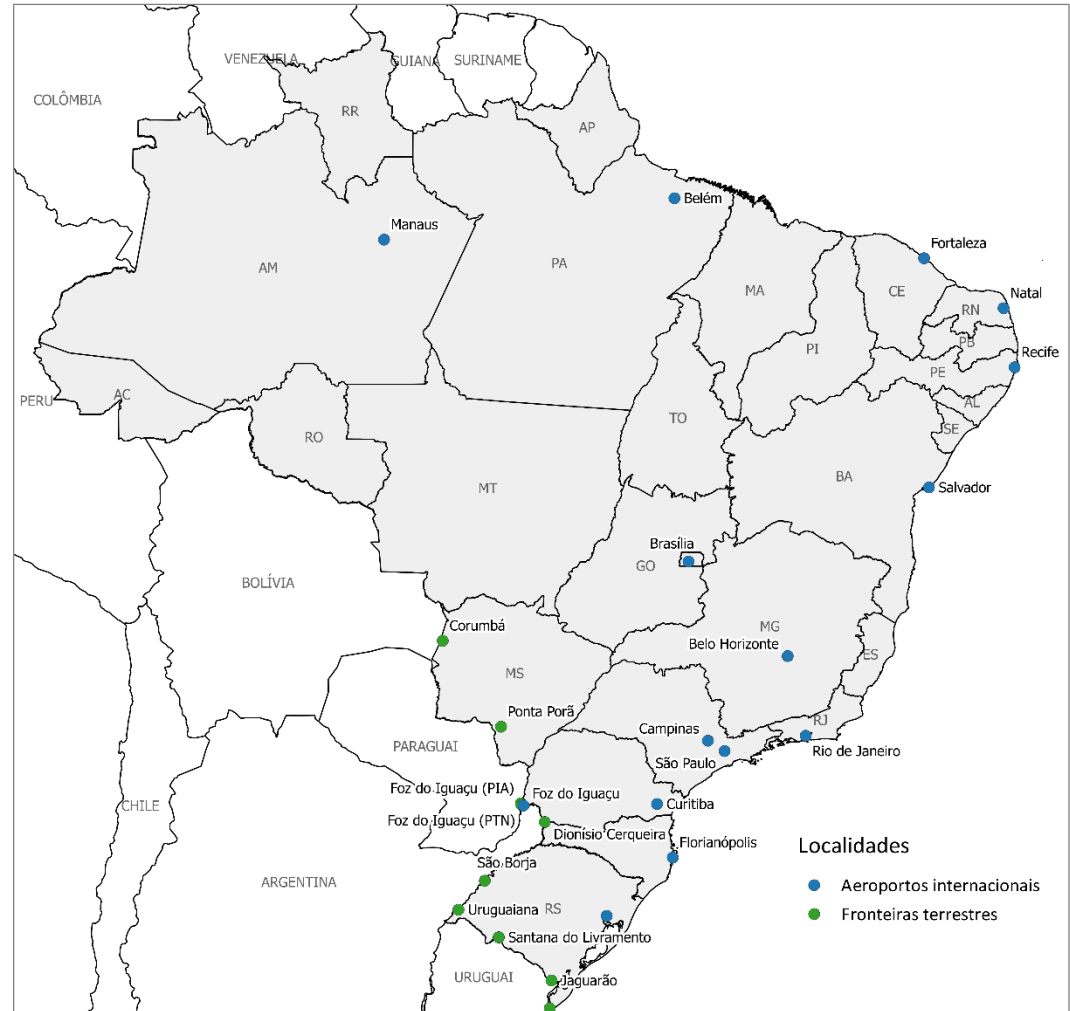 VENEZUELA
GUIANA
SURINAME
COLÔMBIA
RR
AP
Belém
Manaus
Fortaleza
AM
PA
MA
CE
Natal
RN
PB
PI
Recife
PE
PERU
AC
AL
TO
SE
RO
BA
MT
Salvador
Brasília
GO
BOLÍVIA
Corumbá
MG
Belo Horizonte
ES
MS
Ponta Porã
RJ
Campinas
PARAGUAI
Rio de Janeiro
São Paulo
Foz do Iguaçu (PIA)
Foz do Iguaçu
CHILE
Curitiba
Foz do Iguaçu (PTN)
Dionísio Cerqueira
Florianópolis
Localidades
São Borja
ARGENTINA
Aeroportos internacionais
Uruguaiana
RS
Fronteiras terrestres
Santana do Livramento
URUGUAI
Jaguarão